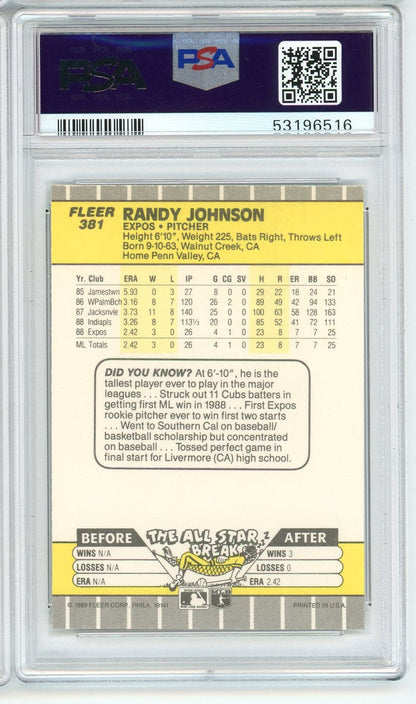 PSA
PSA
53196516
FLEER
381
RANDY JOHNSON
EXPOS • PITCHER
Height 6'10", Weight 225, Bats Right, Throws Left
Born 9-10-63, Walnut Creek, CA
Home Penn Valley, CA
Yr. Club ERA W L IP G CG SV H R ER BB SO
85 Jamestwn 5.93 0 3 27 8 0 0 29 22 18 24 21
86 WPalmBch 3.16 8 7 120 26 2 0 89 49 42 94 133
87 Jacksnvle 3.73 11 8 140 25 0 0 100 63 58 128 163
88 Indiapls 3.26 8 7 113⅓ 20 0 0 85 52 41 72 111
88 Expos 2.42 3 0 26 4 1 0 23 8 7 7 25
ML Totals 2.42 3 0 26 4 1 0 23 8 7 7 25
DID YOU KNOW? At 6'-10", he is the
tallest player ever to play in the major
leagues . . . Struck out 11 Cubs batters in
getting first ML win in 1988 . . . First Expos
rookie pitcher ever to win first two starts
. . . Went to Southern Cal on baseball/
basketball scholarship but concentrated
on baseball . . . Tossed perfect game in
final start for Livermore (CA) high school.
BEFORE THE ALL STAR BREAK AFTER
WINS N/A WINS 3
LOSSES N/A LOSSES 0
ERA N/A ERA 2.42
© 1989 FLEER CORP., PHILA. 19141 PRINTED IN U.S.A.